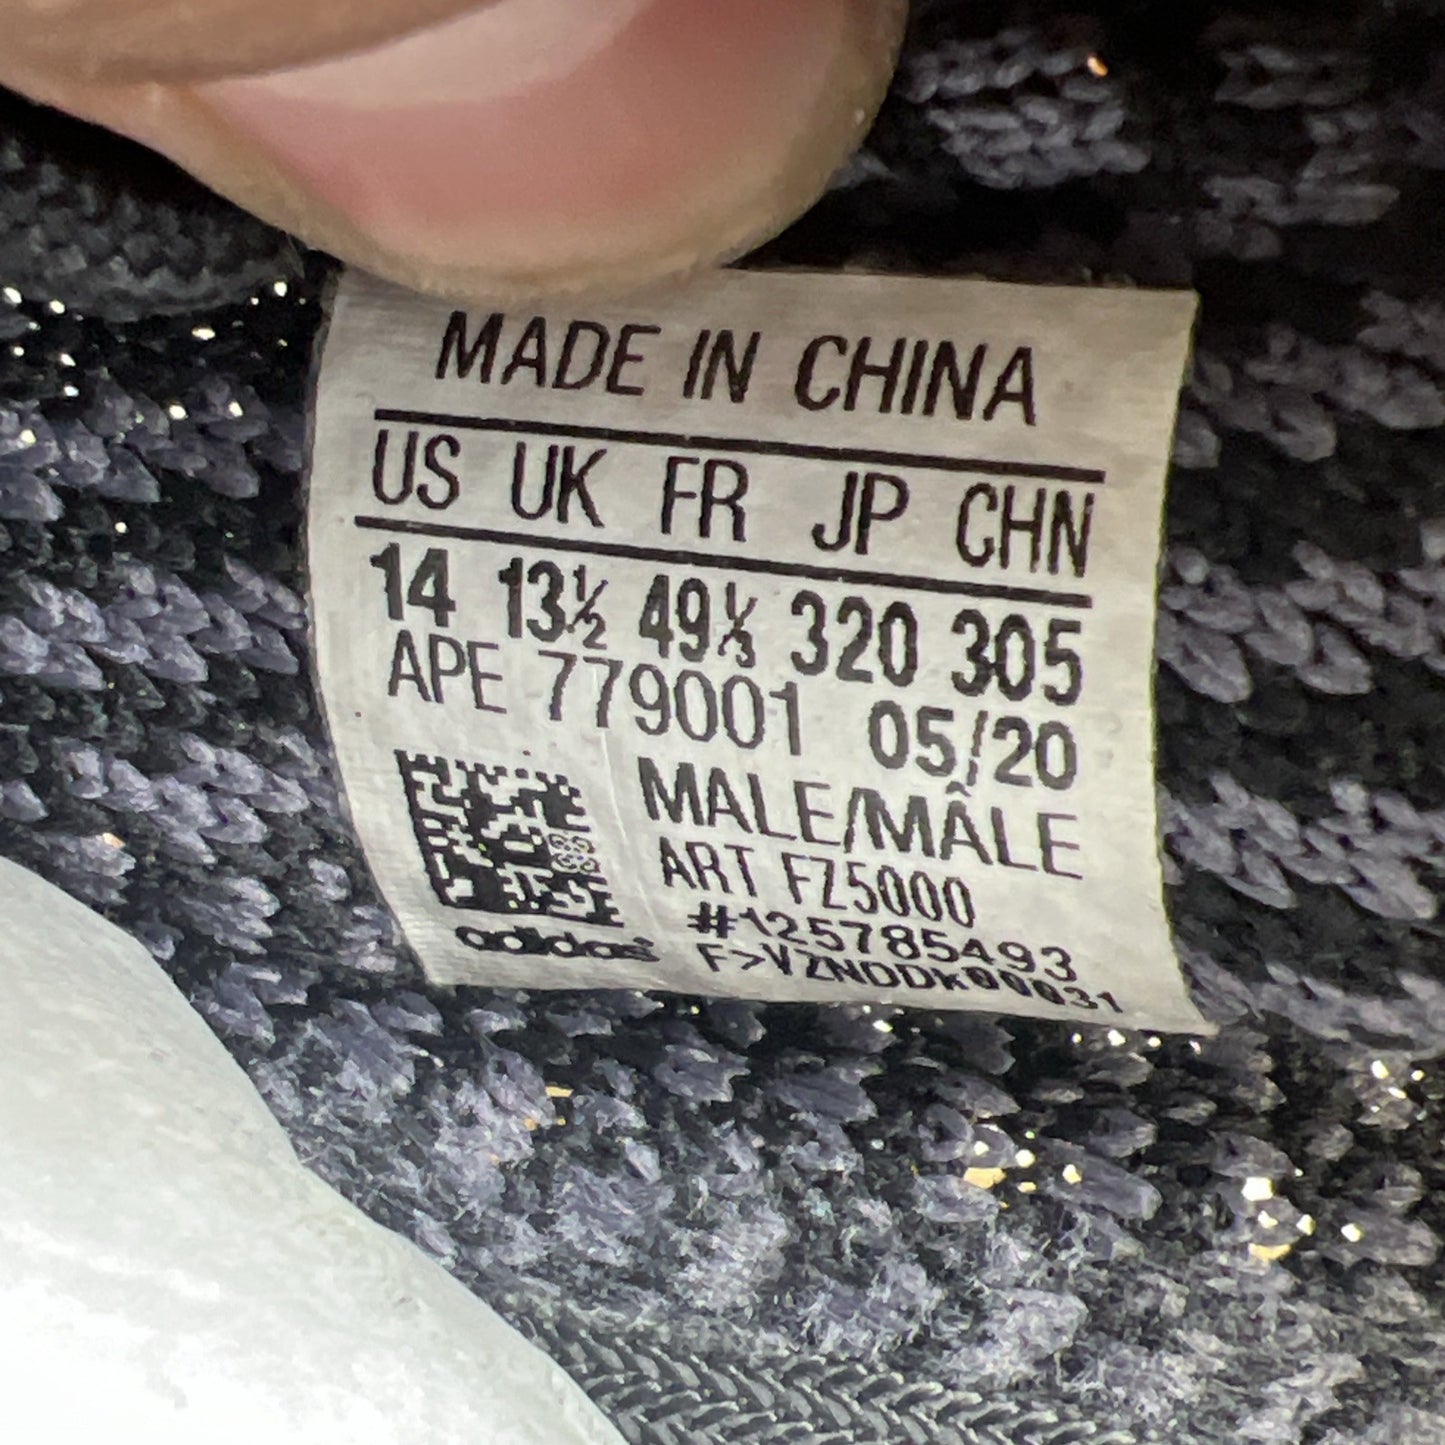 MADE IN CHINA
US UK FR JP CHN
14 13½ 49⅓ 320 305
APE 779001 05/20
MALE/MÂLE
ART FZ5000
#125785493
adidas